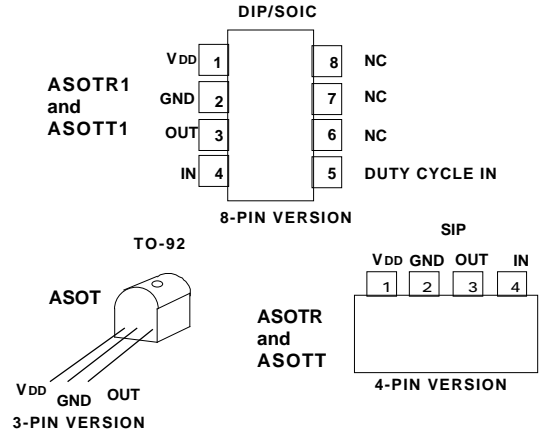 DIP/SOIC
ASOTR1
and
ASOTT1
VDD 1 8 NC
GND 2 7 NC
OUT 3 6 NC
IN 4 5 DUTY CYCLE IN
8-PIN VERSION
TO-92
ASOT
VDD GND OUT
3-PIN VERSION
SIP
VDD GND OUT IN
1 2 3 4
ASOTR
and
ASOTT
4-PIN VERSION